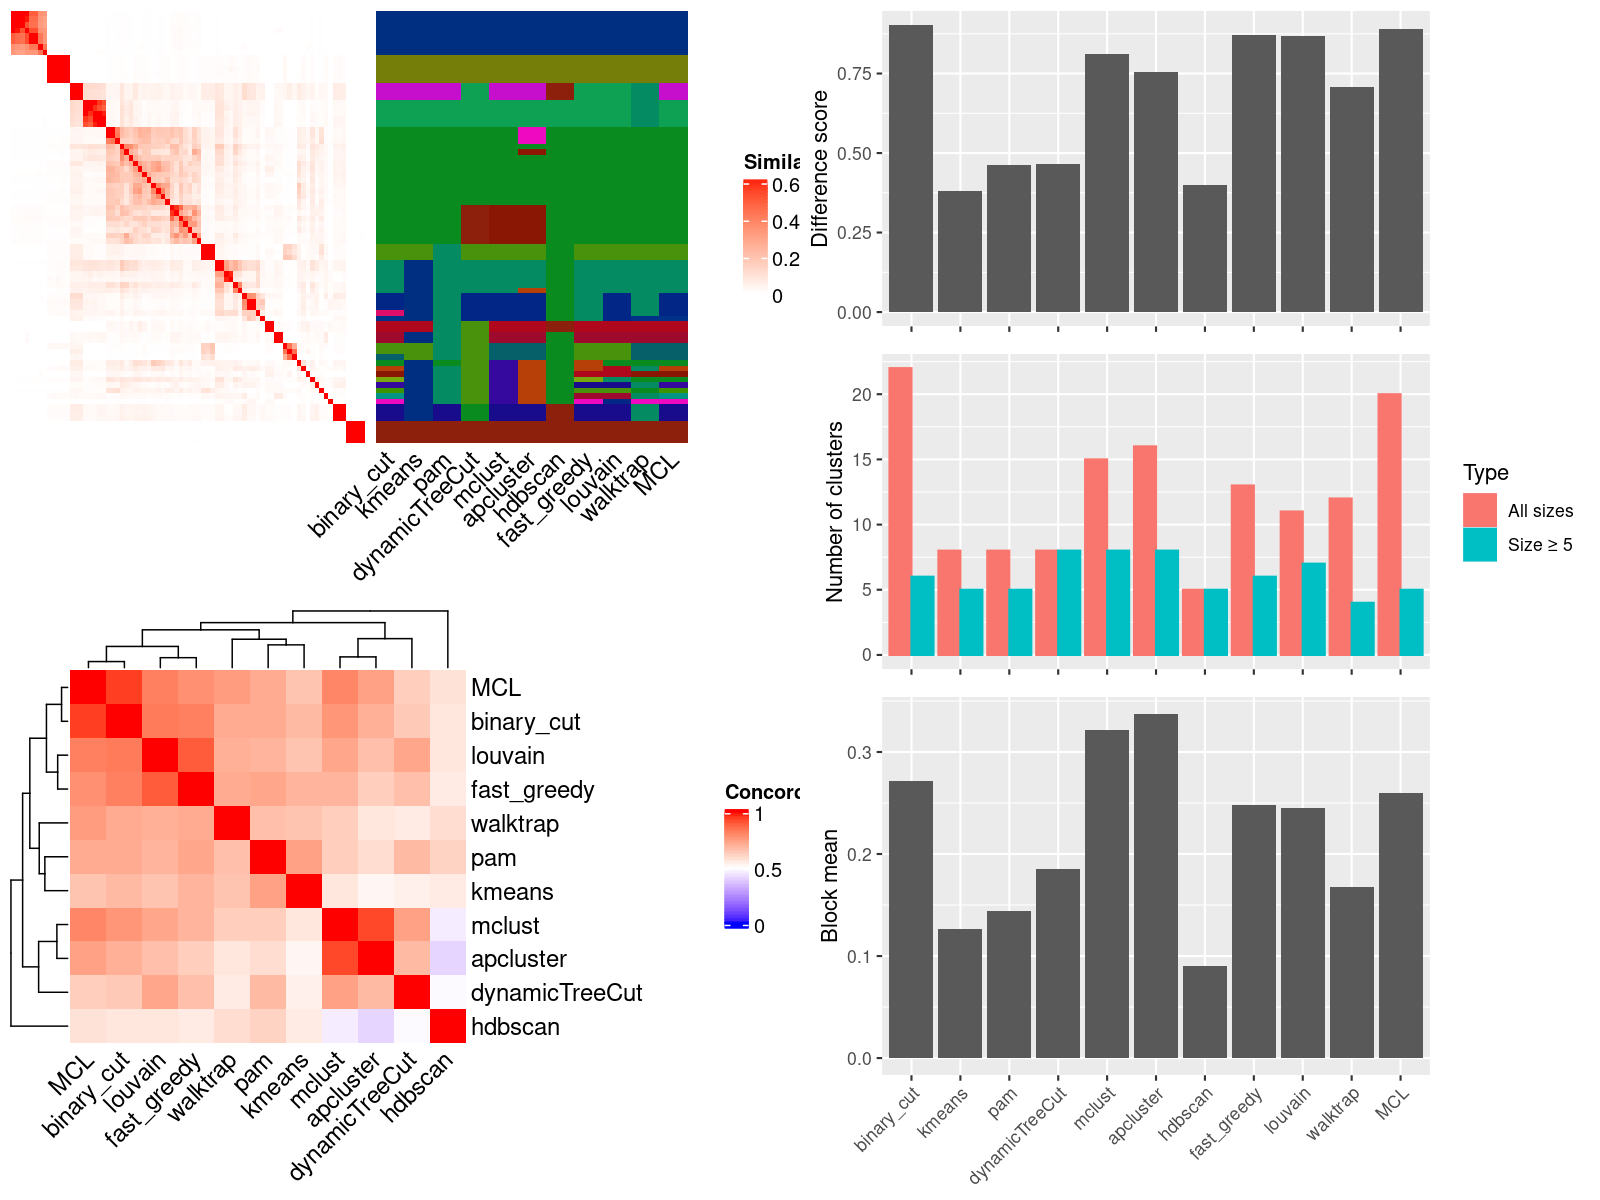 Simila
0.6
0.4
0.2
0
binary_cut
kmeans
pam
dynamicTreeCut
mclust
apcluster
hdbscan
fast_greedy
louvain
walktrap
MCL
MCL
binary_cut
louvain
fast_greedy
walktrap
pam
kmeans
mclust
apcluster
dynamicTreeCut
hdbscan
Concord
1
0.5
0
MCL
binary_cut
louvain
fast_greedy
walktrap
pam
kmeans
mclust
apcluster
dynamicTreeCut
hdbscan
Difference score
0.75
0.50
0.25
0.00
Number of clusters
20
15
10
5
0
Type
All sizes
Size ≥ 5
Block mean
0.3
0.2
0.1
0.0
binary_cut
kmeans
pam
dynamicTreeCut
mclust
apcluster
hdbscan
fast_greedy
louvain
walktrap
MCL